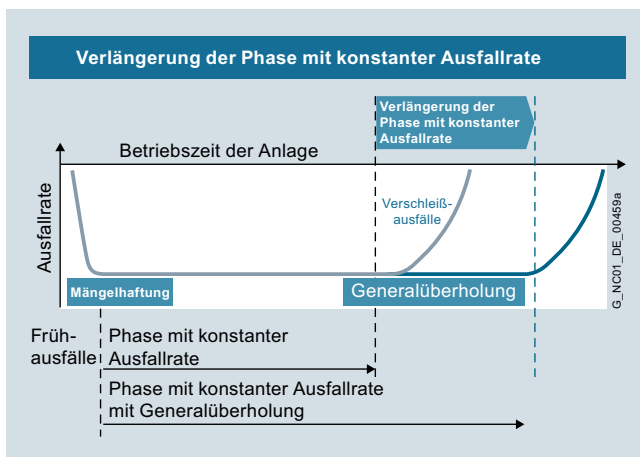 Verlängerung der Phase mit konstanter Ausfallrate
Verlängerung der
Phase mit konstanter
Ausfallrate
Betriebszeit der Anlage
Ausfallrate
Verschleiß-
ausfälle
G_NC01_DE_00459a
Mängelhaftung
Generalüberholung
Früh-
ausfälle
Phase mit konstanter
Ausfallrate
Phase mit konstanter Ausfallrate
mit Generalüberholung